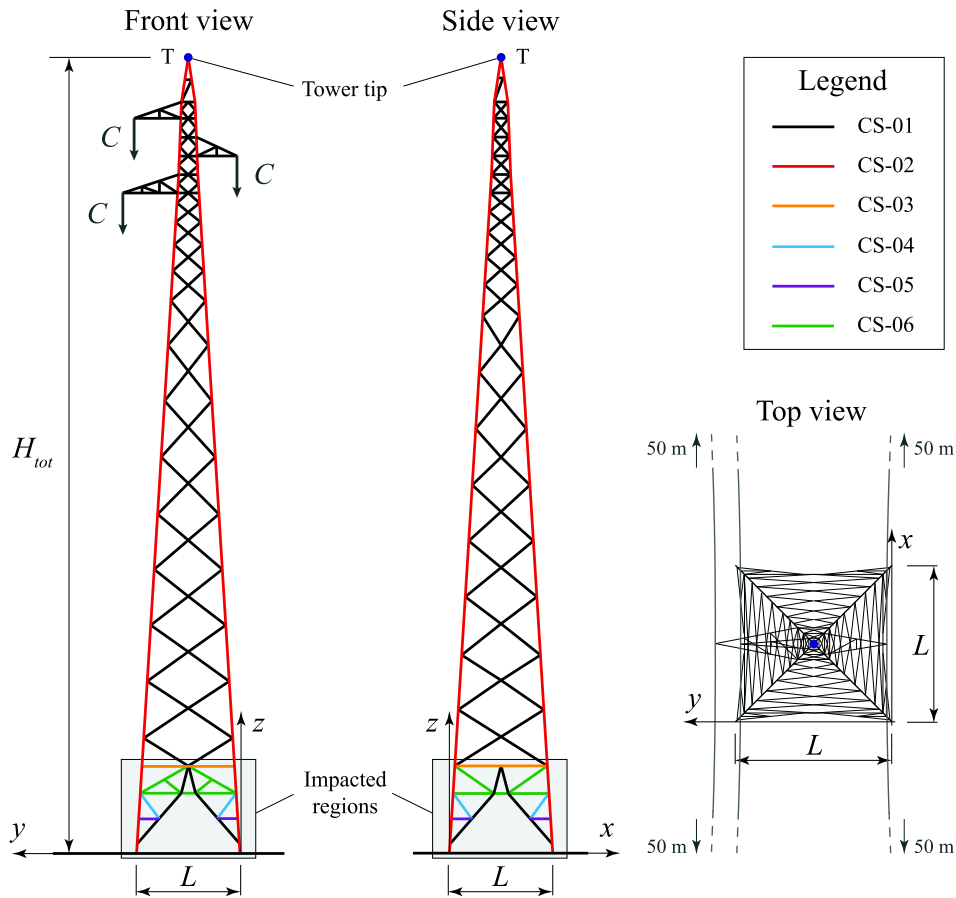 Front view
Side view
T
T
Tower tip
Legend
CS-01
CS-02
CS-03
CS-04
CS-05
CS-06
C
C
C
H_tot
Top view
50 m
50 m
x
L
y
L
50 m
50 m
z
z
Impacted
regions
y
x
L
L